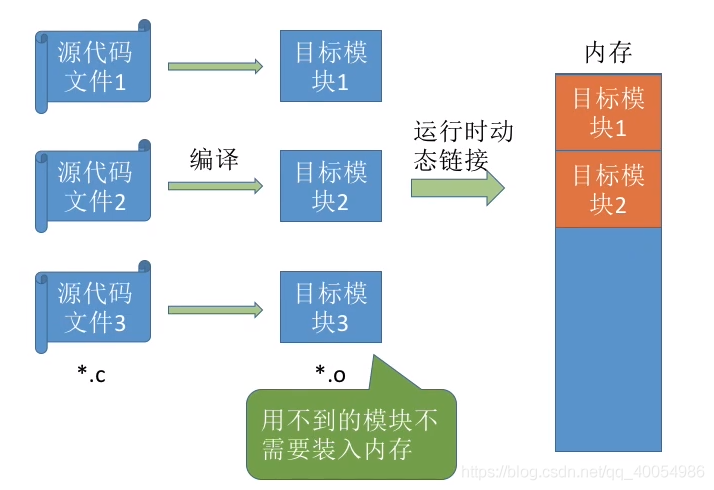 源代码
文件1
目标模
块1
内存
目标模
块1
源代码
文件2
编译
目标模
块2
运行时动
态链接
目标模
块2
源代码
文件3
目标模
块3
*.c
*.o
用不到的模块不
需要装入内存
https://blog.csdn.net/qq_40054986